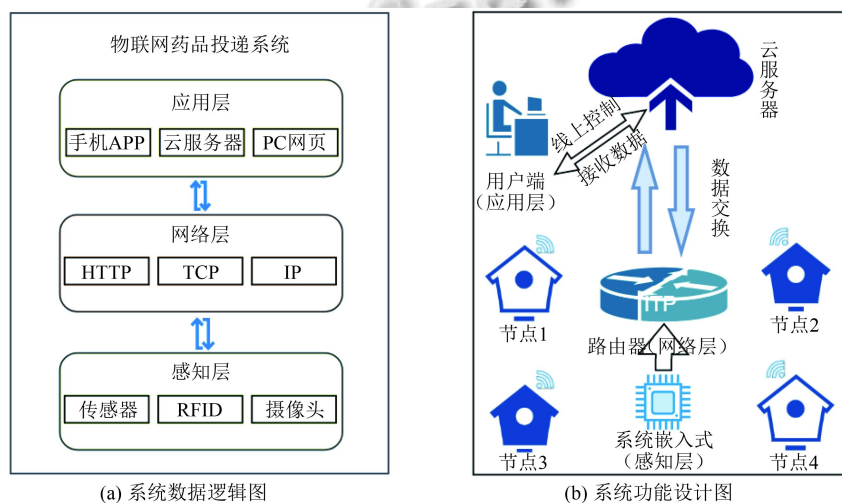 物联网药品投递系统
应用层
手机APP
云服务器
PC网页
网络层
HTTP
TCP
IP
感知层
传感器
RFID
摄像头
(a) 系统数据逻辑图
云服务器
线上控制
接收数据
用户端
（应用层）
数据交换
节点1
节点2
TTP
路由器(网络层)
节点3
系统嵌入式
（感知层）
节点4
(b) 系统功能设计图